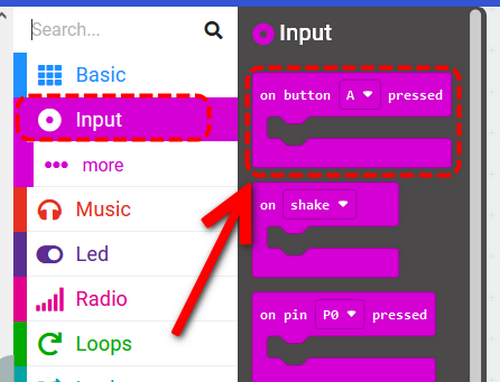 Search...
Basic
Input
more
Music
Led
Radio
Loops
Input
on button A pressed
on shake
on pin P0 pressed